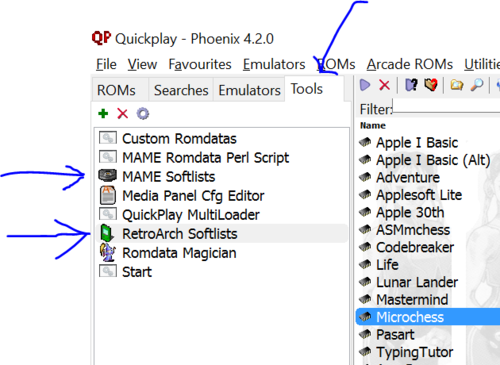 QP Quickplay - Phoenix 4.2.0
File View Favourites Emulators ROMs Arcade ROMs Utilitie
ROMs Searches Emulators Tools
Custom Romdatas
MAME Romdata Perl Script
MAME Softlists
Media Panel Cfg Editor
QuickPlay MultiLoader
RetroArch Softlists
Romdata Magician
Start
Filter:
Name
Apple I Basic
Apple I Basic (Alt)
Adventure
Applesoft Lite
Apple 30th
ASMmchess
Codebreaker
Life
Lunar Lander
Mastermind
Microchess
Pasart
TypingTutor